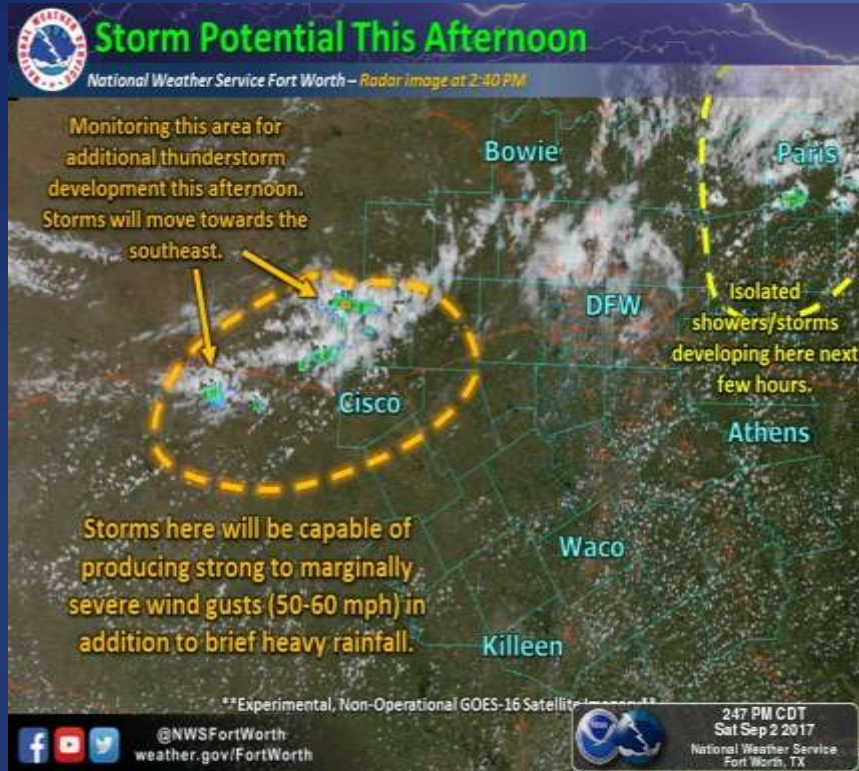 Storm Potential This Afternoon
National Weather Service Fort Worth – Radar image at 2:40 PM
Monitoring this area for
additional thunderstorm
development this afternoon.
Storms will move towards the
southeast.
Bowie
Paris
DFW
Isolated
showers/storms
developing here next
few hours.
Cisco
Athens
Storms here will be capable of
producing strong to marginally
severe wind gusts (50-60 mph) in
addition to brief heavy rainfall.
Waco
Killeen
**Experimental, Non-Operational GOES-16 Satellite Imagery**
@NWSFortWorth
weather.gov/FortWorth
247 PM CDT
Sat Sep 2 2017
National Weather Service
Fort Worth, TX